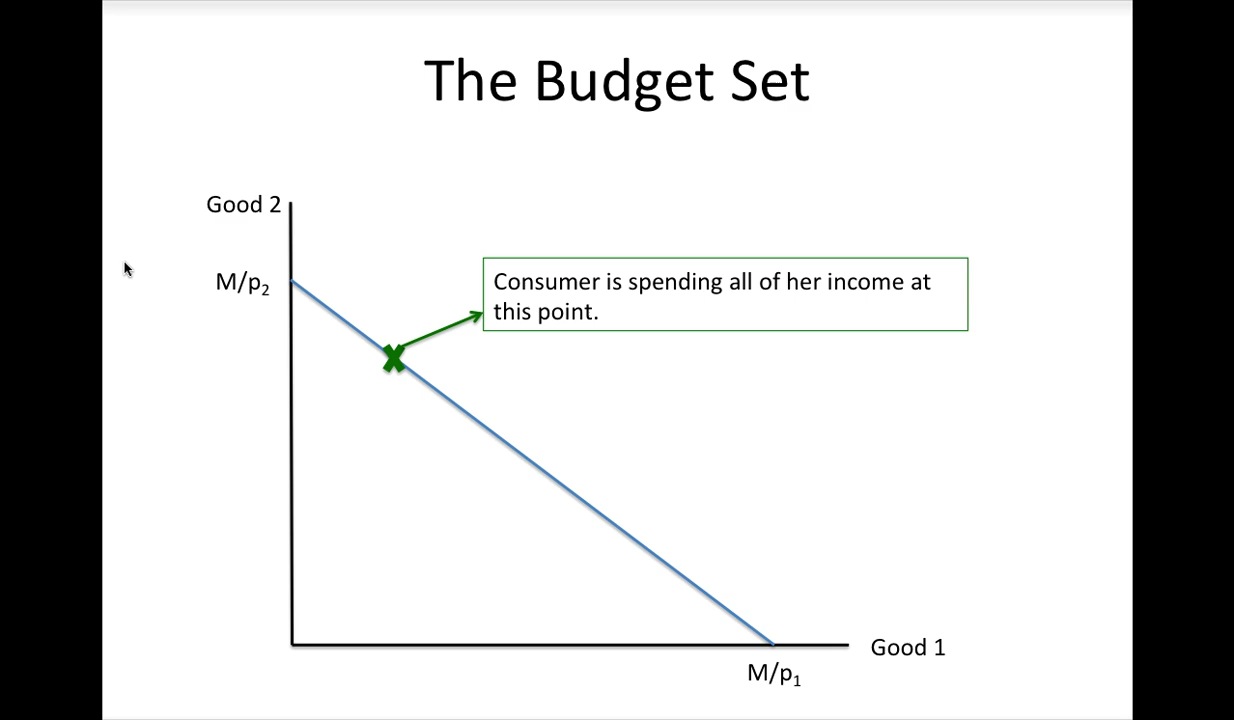 The Budget Set
Good 2
M/p₂
Consumer is spending all of her income at
this point.
Good 1
M/p₁